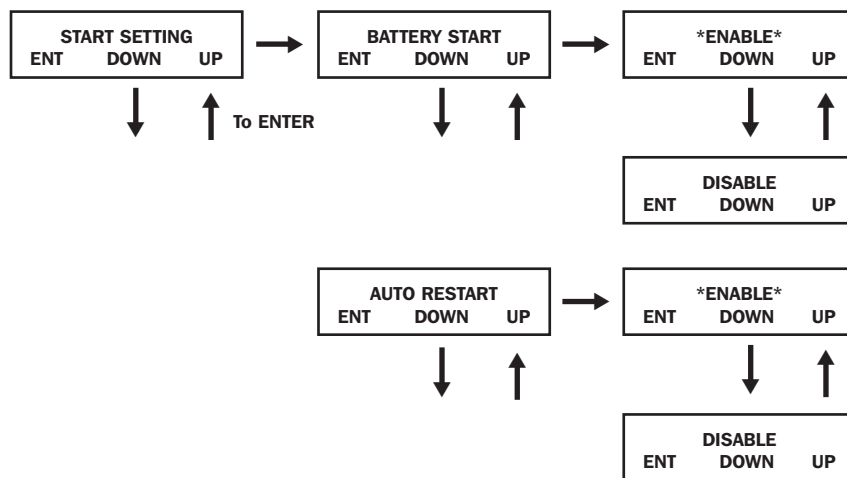 START SETTING
ENT DOWN UP
BATTERY START
ENT DOWN UP
*ENABLE*
ENT DOWN UP
To ENTER
DISABLE
ENT DOWN UP
AUTO RESTART
ENT DOWN UP
*ENABLE*
ENT DOWN UP
DISABLE
ENT DOWN UP